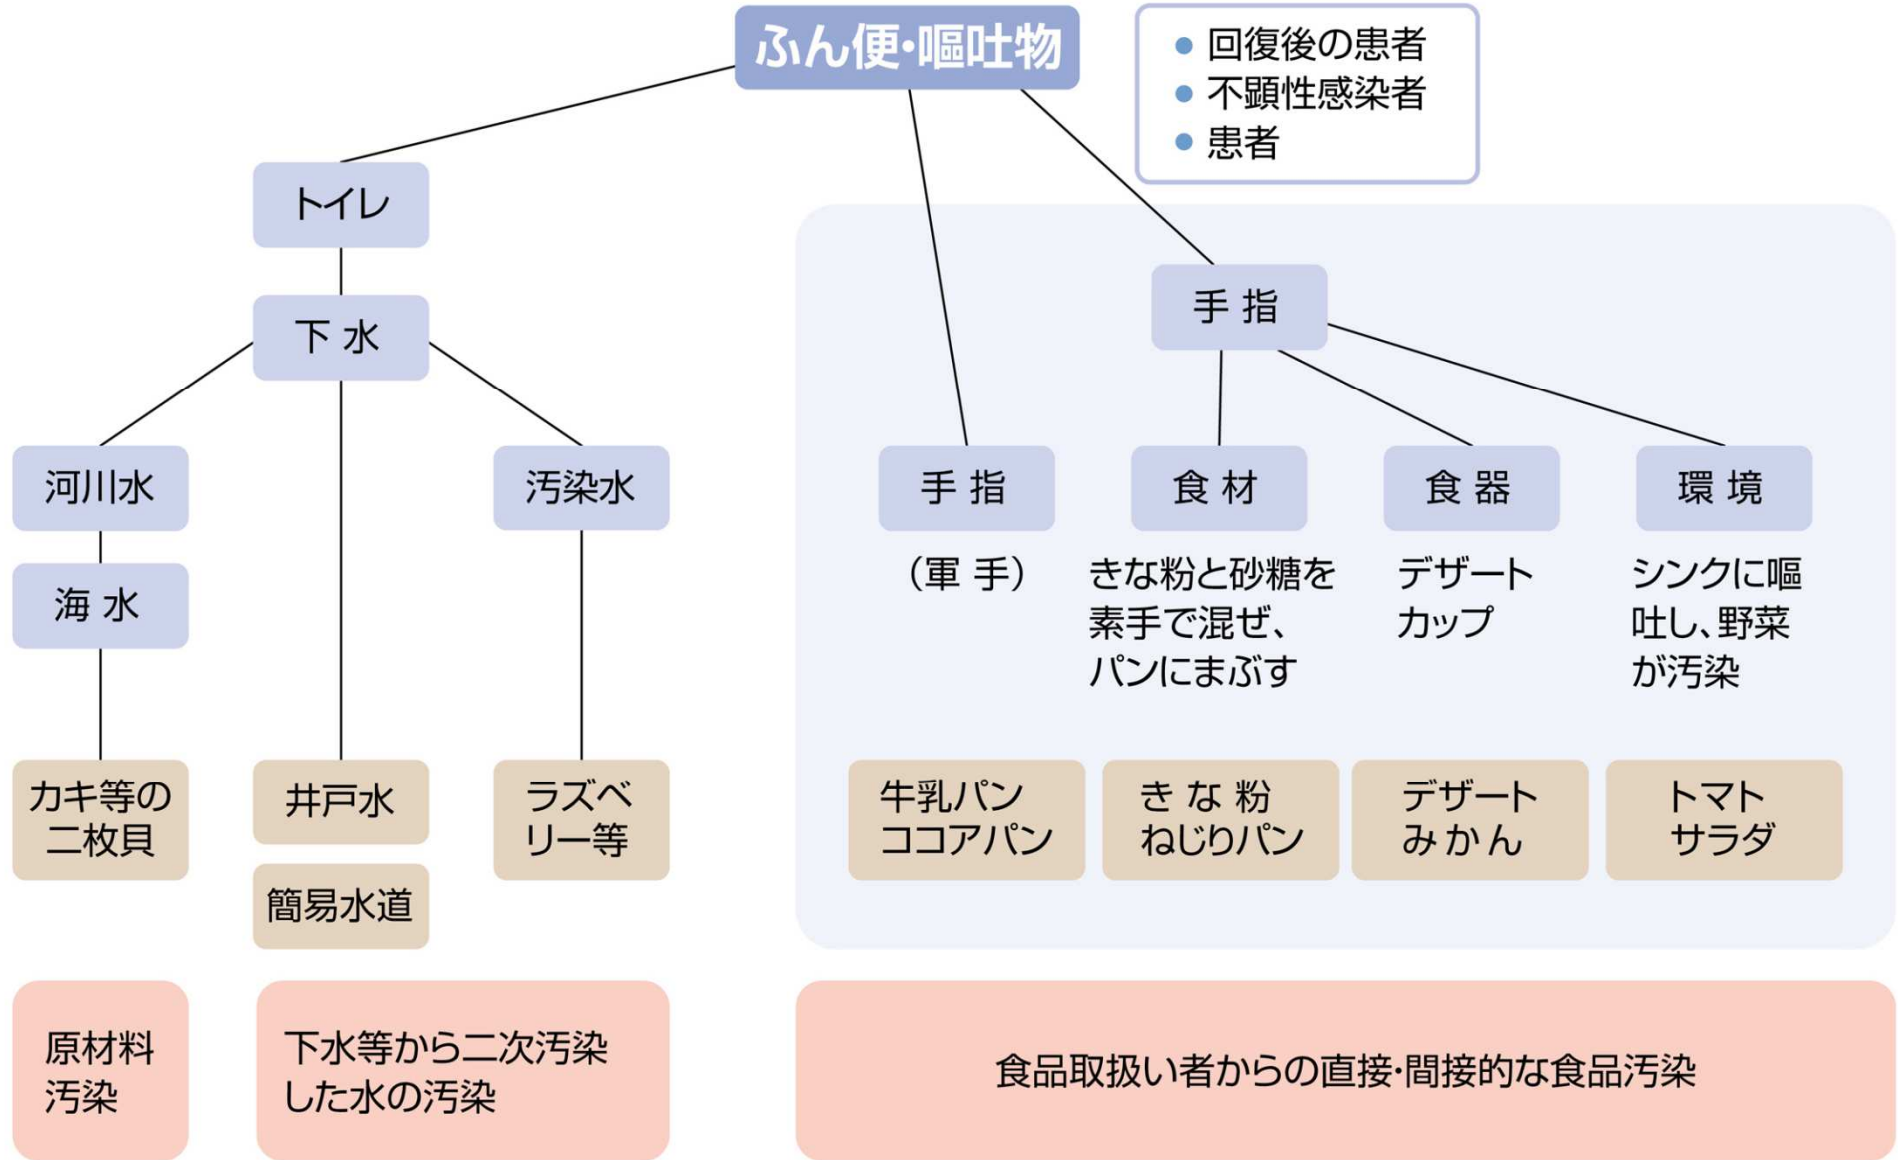 ふん便・嘔吐物
● 回復後の患者
● 不顕性感染者
● 患者
トイレ
下 水
河川水
海 水
汚染水
手 指
手 指
食 材
食 器
環 境
（軍 手）
きな粉と砂糖を
素手で混ぜ、
パンにまぶす
デザート
カップ
シンクに嘔
吐し、野菜
が汚染
カキ等の
二枚貝
井戸水
簡易水道
ラズベ
リー等
牛乳パン
ココアパン
き な 粉
ねじりパン
デザート
みかん
トマト
サラダ
原材料
汚染
下水等から二次汚染
した水の汚染
食品取扱い者からの直接・間接的な食品汚染